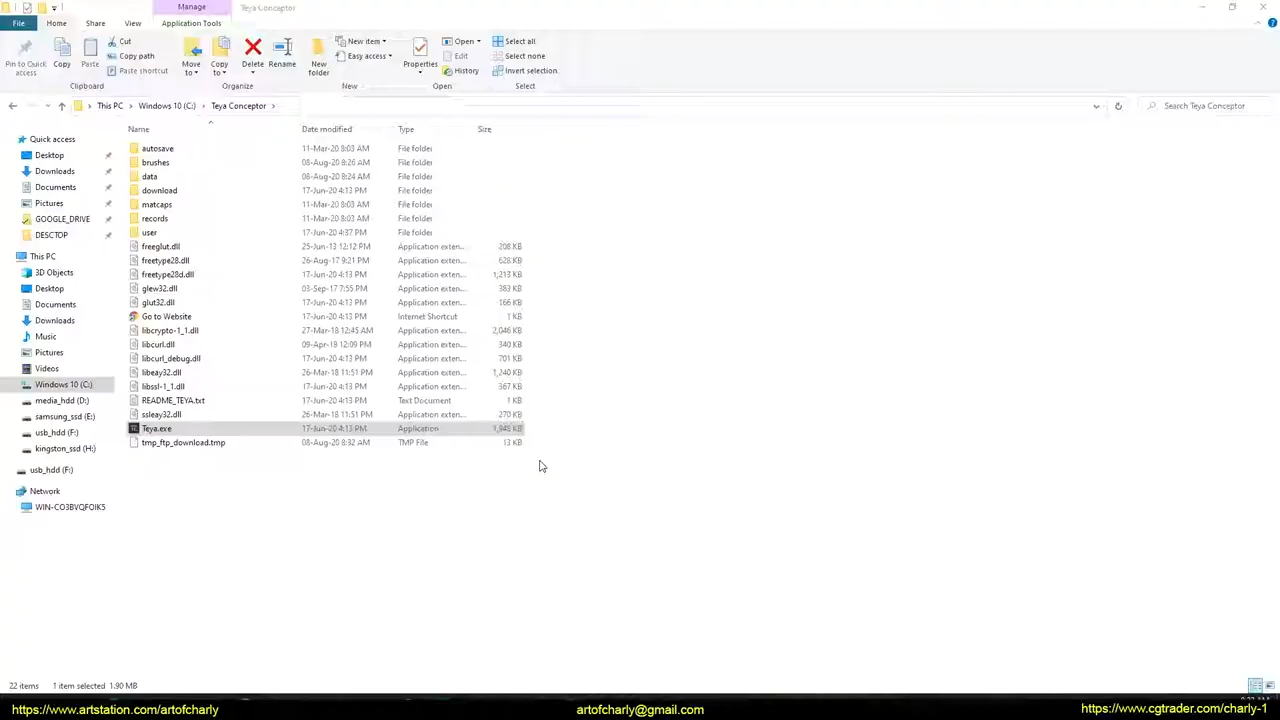 Manage
Teya Conceptor
File
Home
Share
View
Application Tools
Pin to Quick access
Copy
Paste
Cut
Copy path
Paste shortcut
Move to
Copy to
Delete
Rename
New folder
New item
Easy access
Properties
Open
Edit
History
Select all
Select none
Invert selection
Clipboard
Organize
New
Open
Select
This PC
Windows 10 (C:)
Teya Conceptor
Search Teya Conceptor
Name
Date modified
Type
Size
Quick access
Desktop
Downloads
Documents
Pictures
GOOGLE_DRIVE
DESCTOP
This PC
3D Objects
Desktop
Documents
Downloads
Music
Pictures
Videos
Windows 10 (C:)
media_hdd (D:)
samsung_ssd (E:)
usb_hdd (F:)
kingston_ssd (H:)
usb_hdd (F:)
Network
WIN-CO3BVQFOIK5
autosave 11-Mar-20 8:03 AM File folder
brushes 08-Aug-20 8:26 AM File folder
data 08-Aug-20 8:24 AM File folder
download 17-Jun-20 4:13 PM File folder
matcaps 11-Mar-20 8:03 AM File folder
records 11-Mar-20 8:03 AM File folder
user 17-Jun-20 4:37 PM File folder
freeglut.dll 25-Jun-13 12:12 PM Application exten... 208 KB
freetype28.dll 26-Aug-17 9:21 PM Application exten... 628 KB
freetype28d.dll 17-Jun-20 4:13 PM Application exten... 1,213 KB
glew32.dll 03-Sep-17 7:55 PM Application exten... 383 KB
glut32.dll 17-Jun-20 4:13 PM Application exten... 166 KB
Go to Website 17-Jun-20 4:13 PM Internet Shortcut 1 KB
libcrypto-1_1.dll 27-Mar-18 12:45 AM Application exten... 2,046 KB
libcurl.dll 09-Apr-18 12:09 PM Application exten... 340 KB
libcurl_debug.dll 17-Jun-20 4:13 PM Application exten... 701 KB
libeay32.dll 26-Mar-18 11:51 PM Application exten... 1,240 KB
libssl-1_1.dll 17-Jun-20 4:13 PM Application exten... 367 KB
README_TEYA.txt 17-Jun-20 4:13 PM Text Document 1 KB
ssleay32.dll 26-Mar-18 11:51 PM Application exten... 270 KB
Teya.exe 17-Jun-20 4:13 PM Application 1,948 KB
tmp_ftp_download.tmp 08-Aug-20 8:32 AM TMP File 13 KB
22 items 1 item selected 1.90 MB
https://www.artstation.com/artofcharly
artofcharly@gmail.com
https://www.cgtrader.com/charly-1